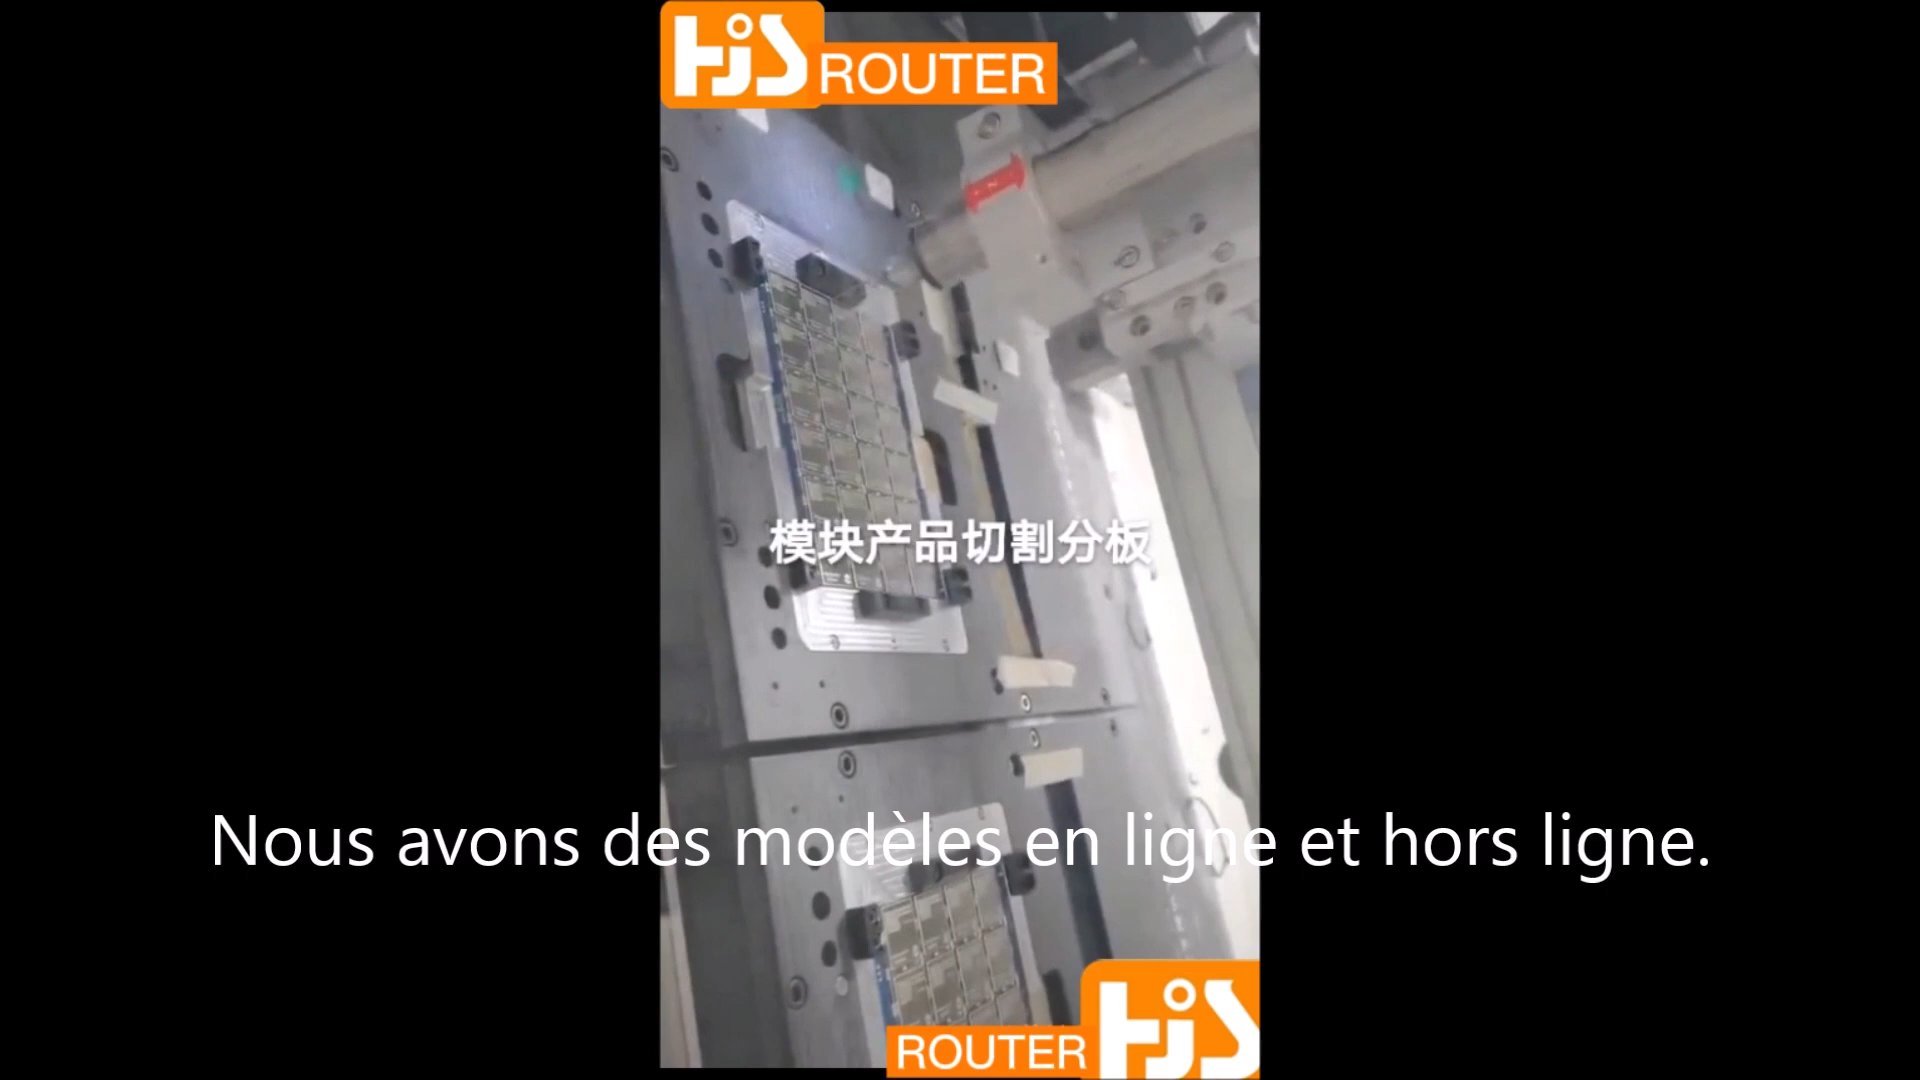 HJS
ROUTER
模块产品切割分板
Nous avons des modèles en ligne et hors ligne.
ROUTER
HJS